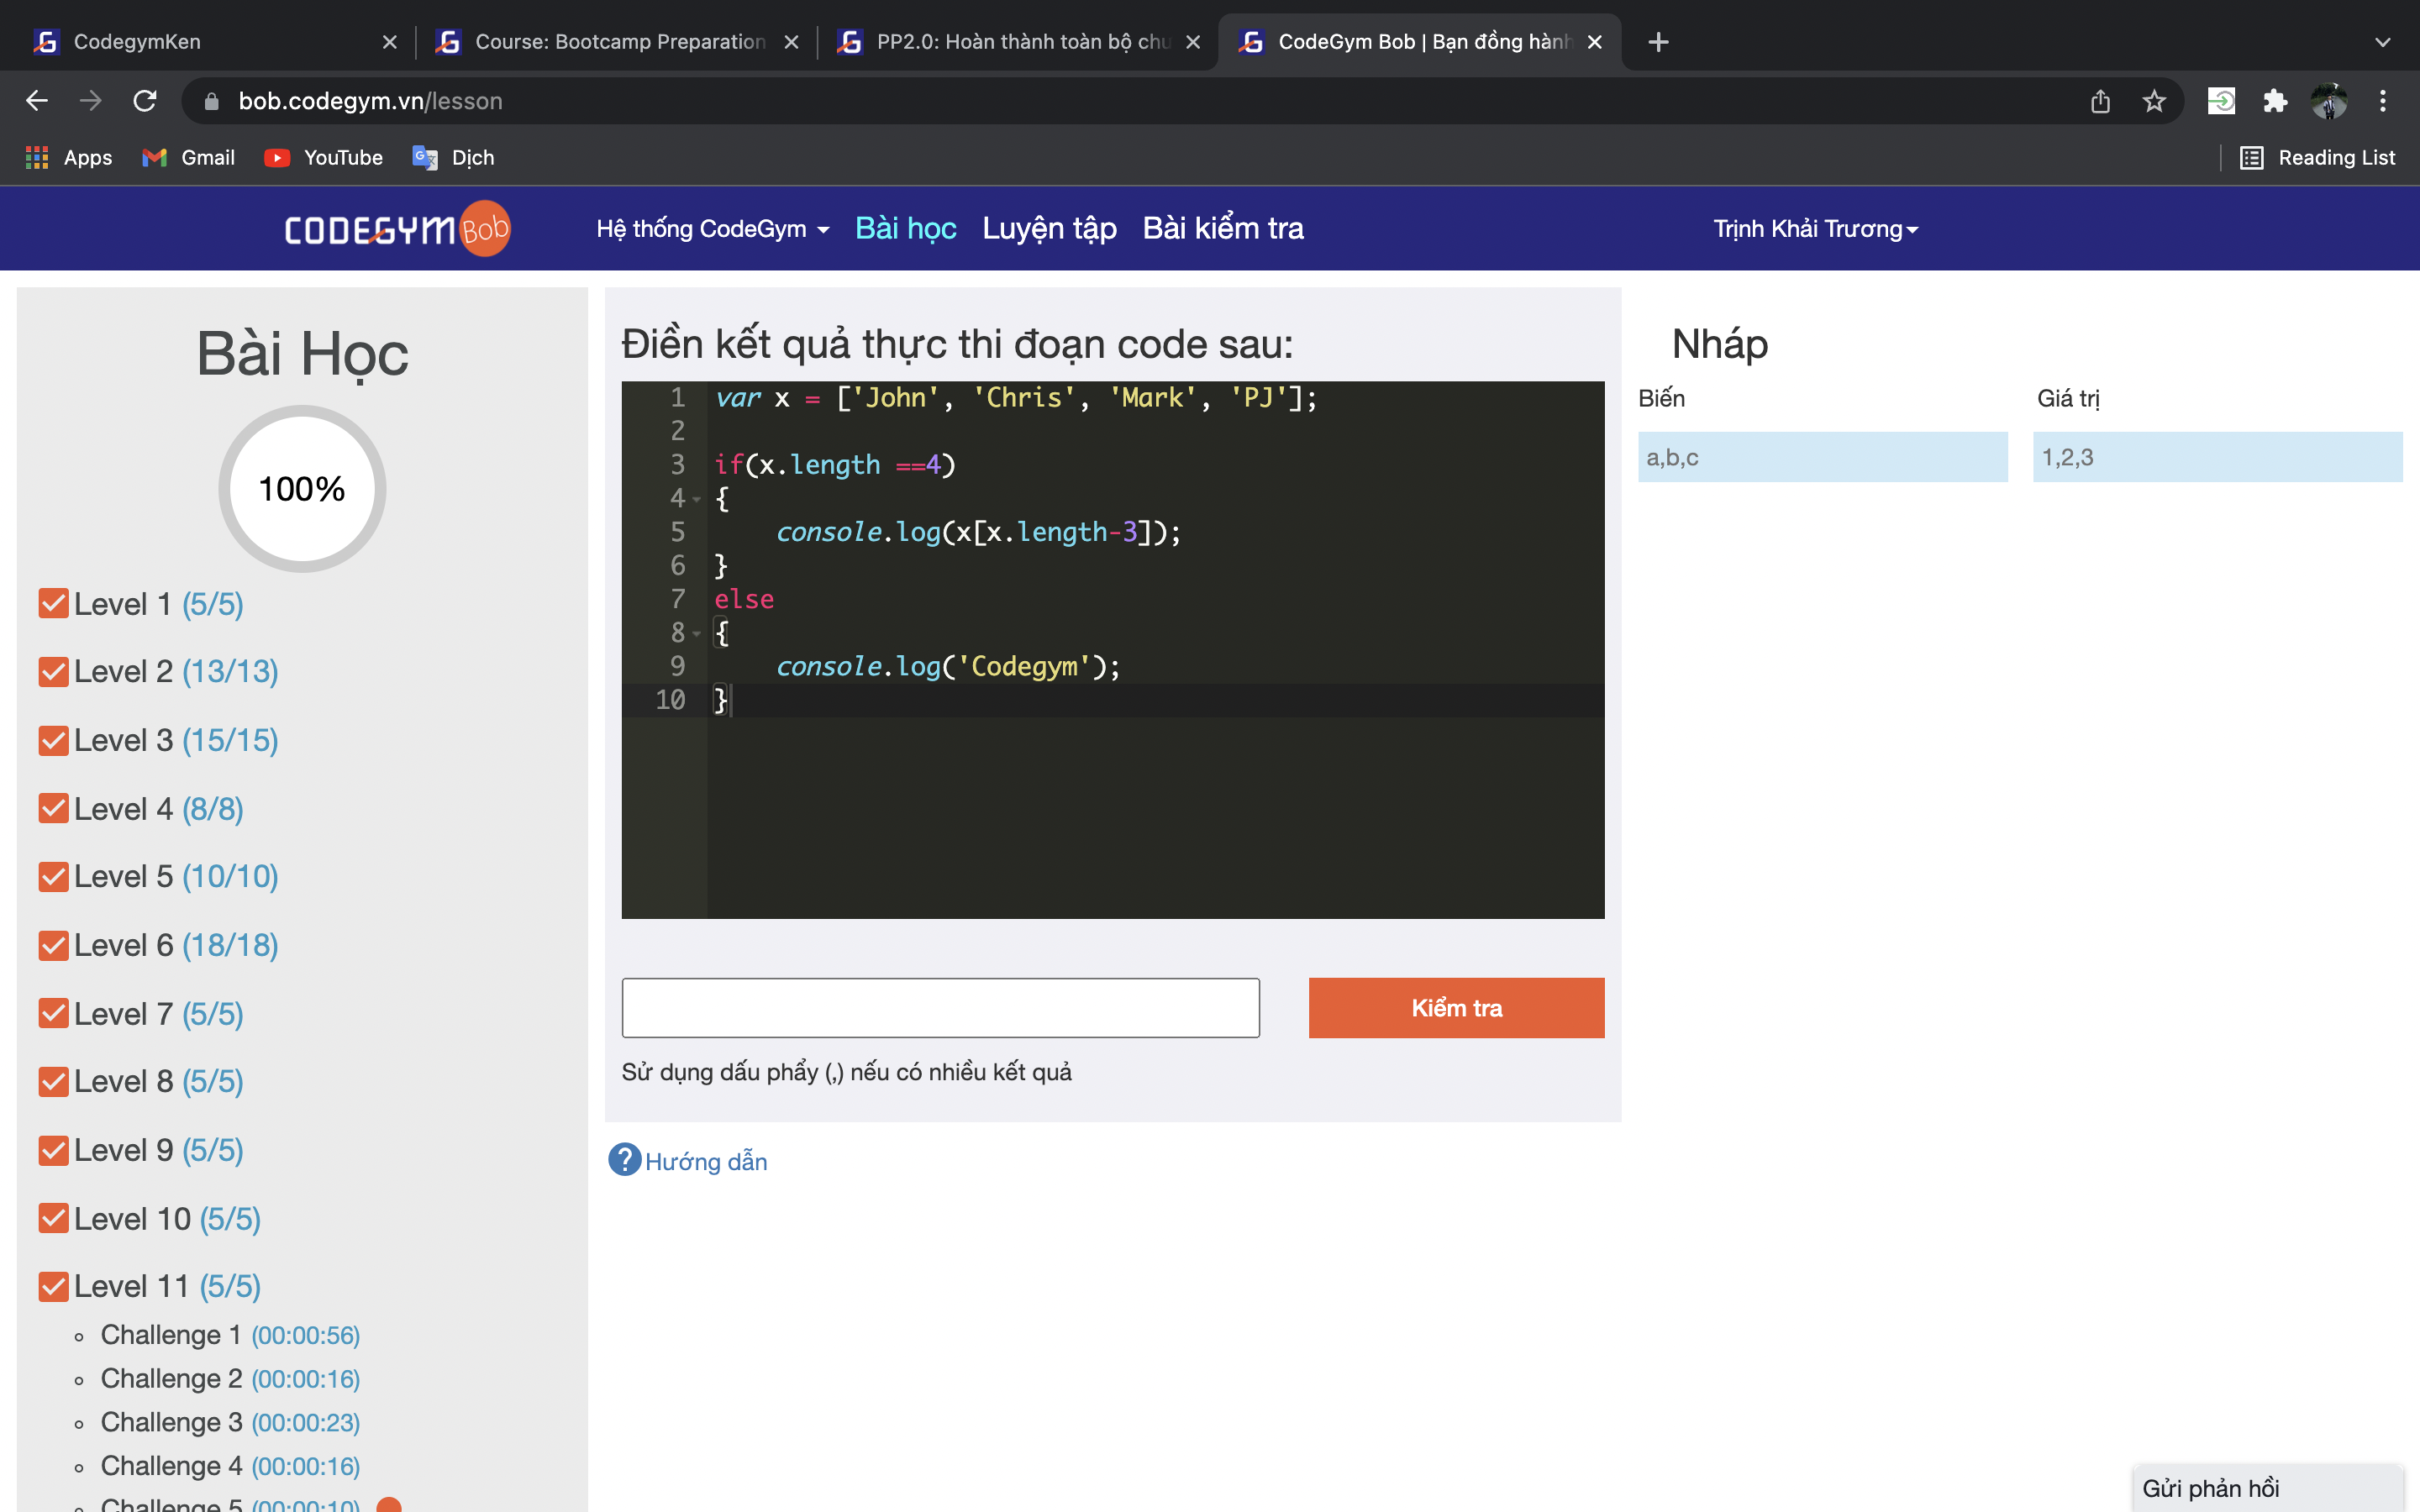 CodegymKen
Course: Bootcamp Preparation
PP2.0: Hoàn thành toàn bộ chu
CodeGym Bob | Bạn đồng hành
bob.codegym.vn/lesson
Apps
Gmail
YouTube
Dịch
Reading List
CODEGYM Bob
Hệ thống CodeGym
Bài học
Luyện tập
Bài kiểm tra
Trịnh Khải Trương
Bài Học
100%
Level 1 (5/5)
Level 2 (13/13)
Level 3 (15/15)
Level 4 (8/8)
Level 5 (10/10)
Level 6 (18/18)
Level 7 (5/5)
Level 8 (5/5)
Level 9 (5/5)
Level 10 (5/5)
Level 11 (5/5)
Challenge 1 (00:00:56)
Challenge 2 (00:00:16)
Challenge 3 (00:00:23)
Challenge 4 (00:00:16)
Challenge 5 (00:00:10)
Điền kết quả thực thi đoạn code sau:
1 var x = ['John', 'Chris', 'Mark', 'PJ'];
2
3 if(x.length ==4)
4 {
5 console.log(x[x.length-3]);
6 }
7 else
8 {
9 console.log('Codegym');
10 }
Kiểm tra
Sử dụng dấu phẩy (,) nếu có nhiều kết quả
Hướng dẫn
Nháp
Biến
Giá trị
a,b,c
1,2,3
Gửi phản hồi